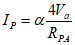 I_P = α 4V_a / R_PA